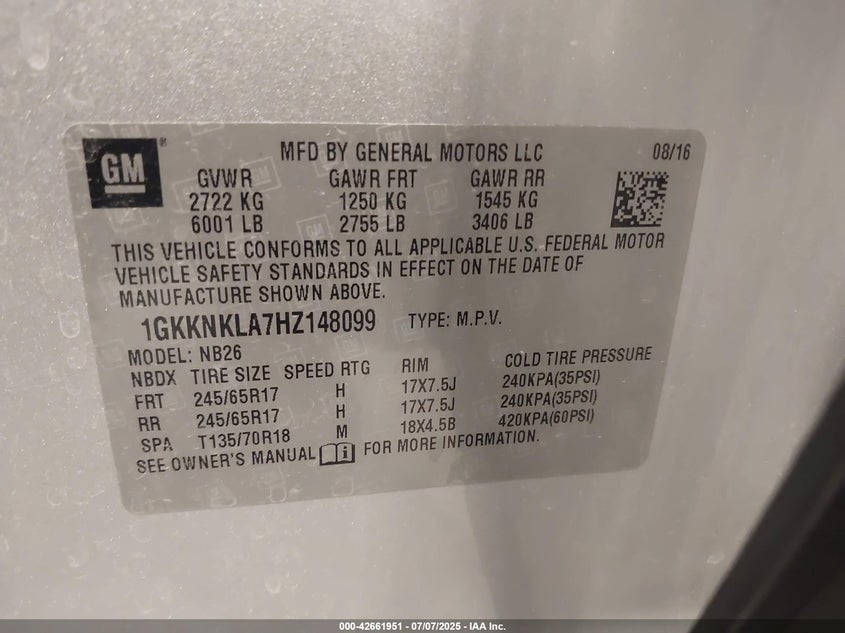 GM
MFD BY GENERAL MOTORS LLC 08/16
GVWR GAWR FRT GAWR RR
2722 KG 1250 KG 1545 KG
6001 LB 2755 LB 3406 LB
THIS VEHICLE CONFORMS TO ALL APPLICABLE U.S. FEDERAL MOTOR
VEHICLE SAFETY STANDARDS IN EFFECT ON THE DATE OF
MANUFACTURE SHOWN ABOVE.
1GKKNKLA7HZ148099 TYPE: M.P.V.
MODEL: NB26
NBDX TIRE SIZE SPEED RTG RIM COLD TIRE PRESSURE
FRT 245/65R17 H 17X7.5J 240KPA(35PSI)
RR 245/65R17 H 17X7.5J 240KPA(35PSI)
SPA T135/70R18 M 18X4.5B 420KPA(60PSI)
SEE OWNER'S MANUAL FOR MORE INFORMATION.
000-42661951 - 07/07/2025 - IAA Inc.